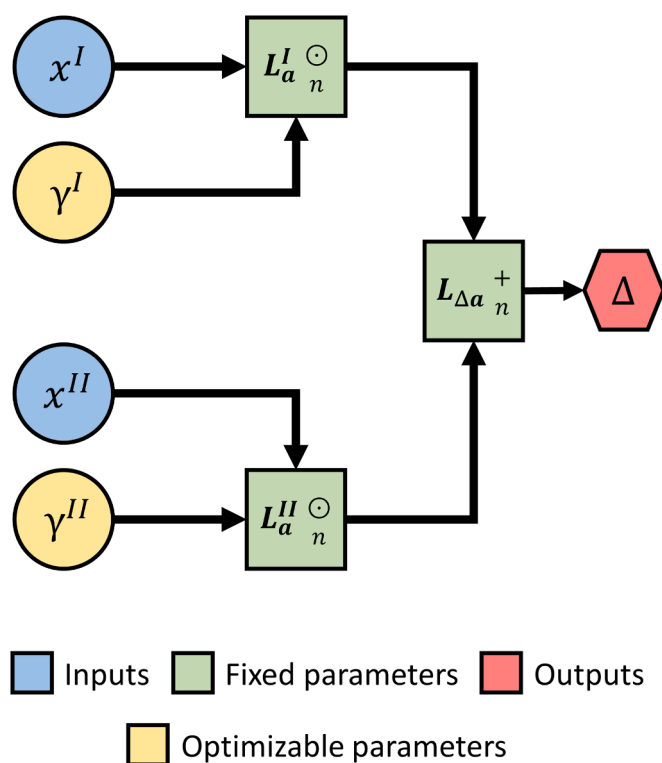 x^I
L_a^I ⊙ n
γ^I
L_Δa + n
Δ
x^II
γ^II
L_a^II ⊙ n
Inputs
Fixed parameters
Outputs
Optimizable parameters